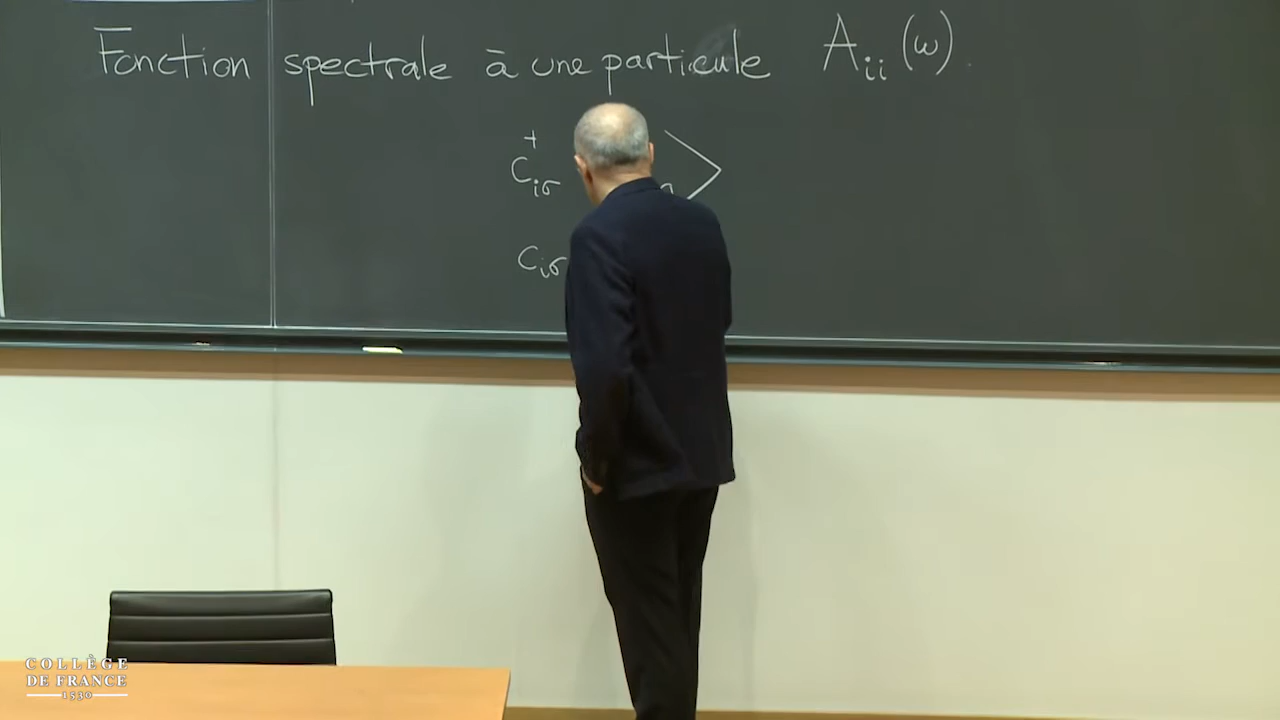 Fonction spectrale à une particule A_ii(ω)
c⁺_iσ
c_iσ
COLLÈGE
DE FRANCE
1530